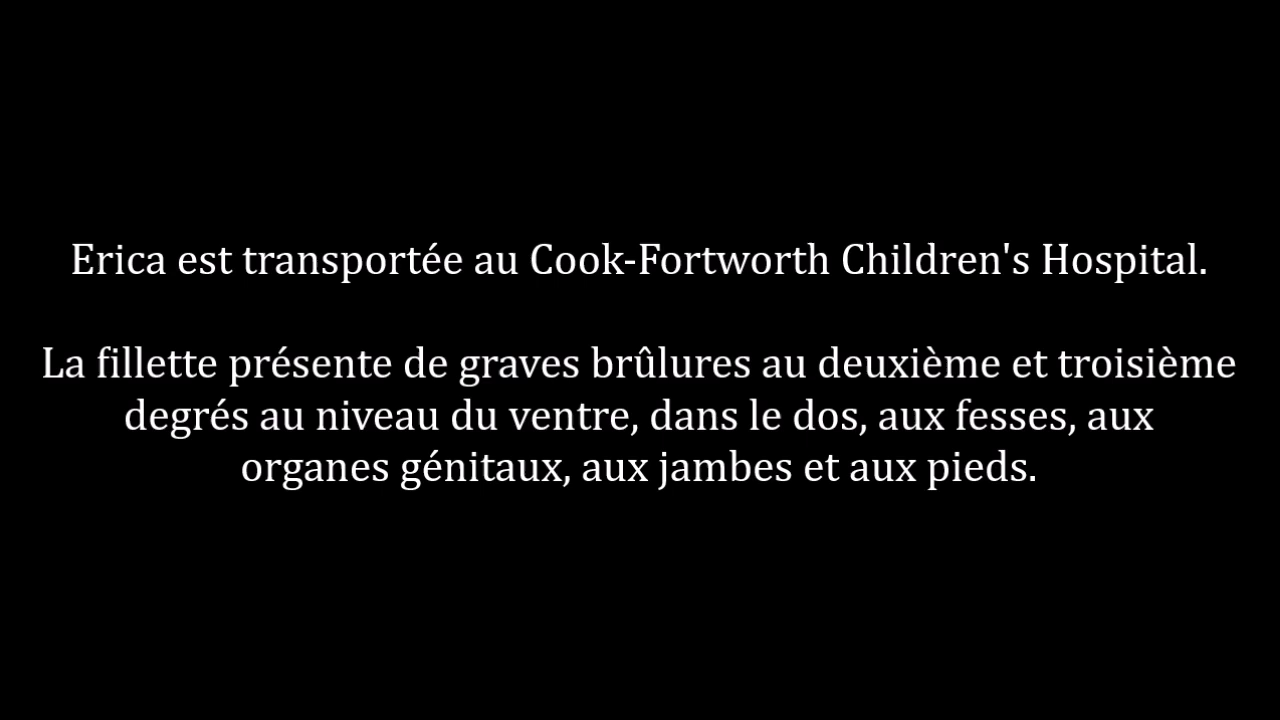 Erica est transportée au Cook-Fortworth Children's Hospital.
La fillette présente de graves brûlures au deuxième et troisième
degrés au niveau du ventre, dans le dos, aux fesses, aux
organes génitaux, aux jambes et aux pieds.